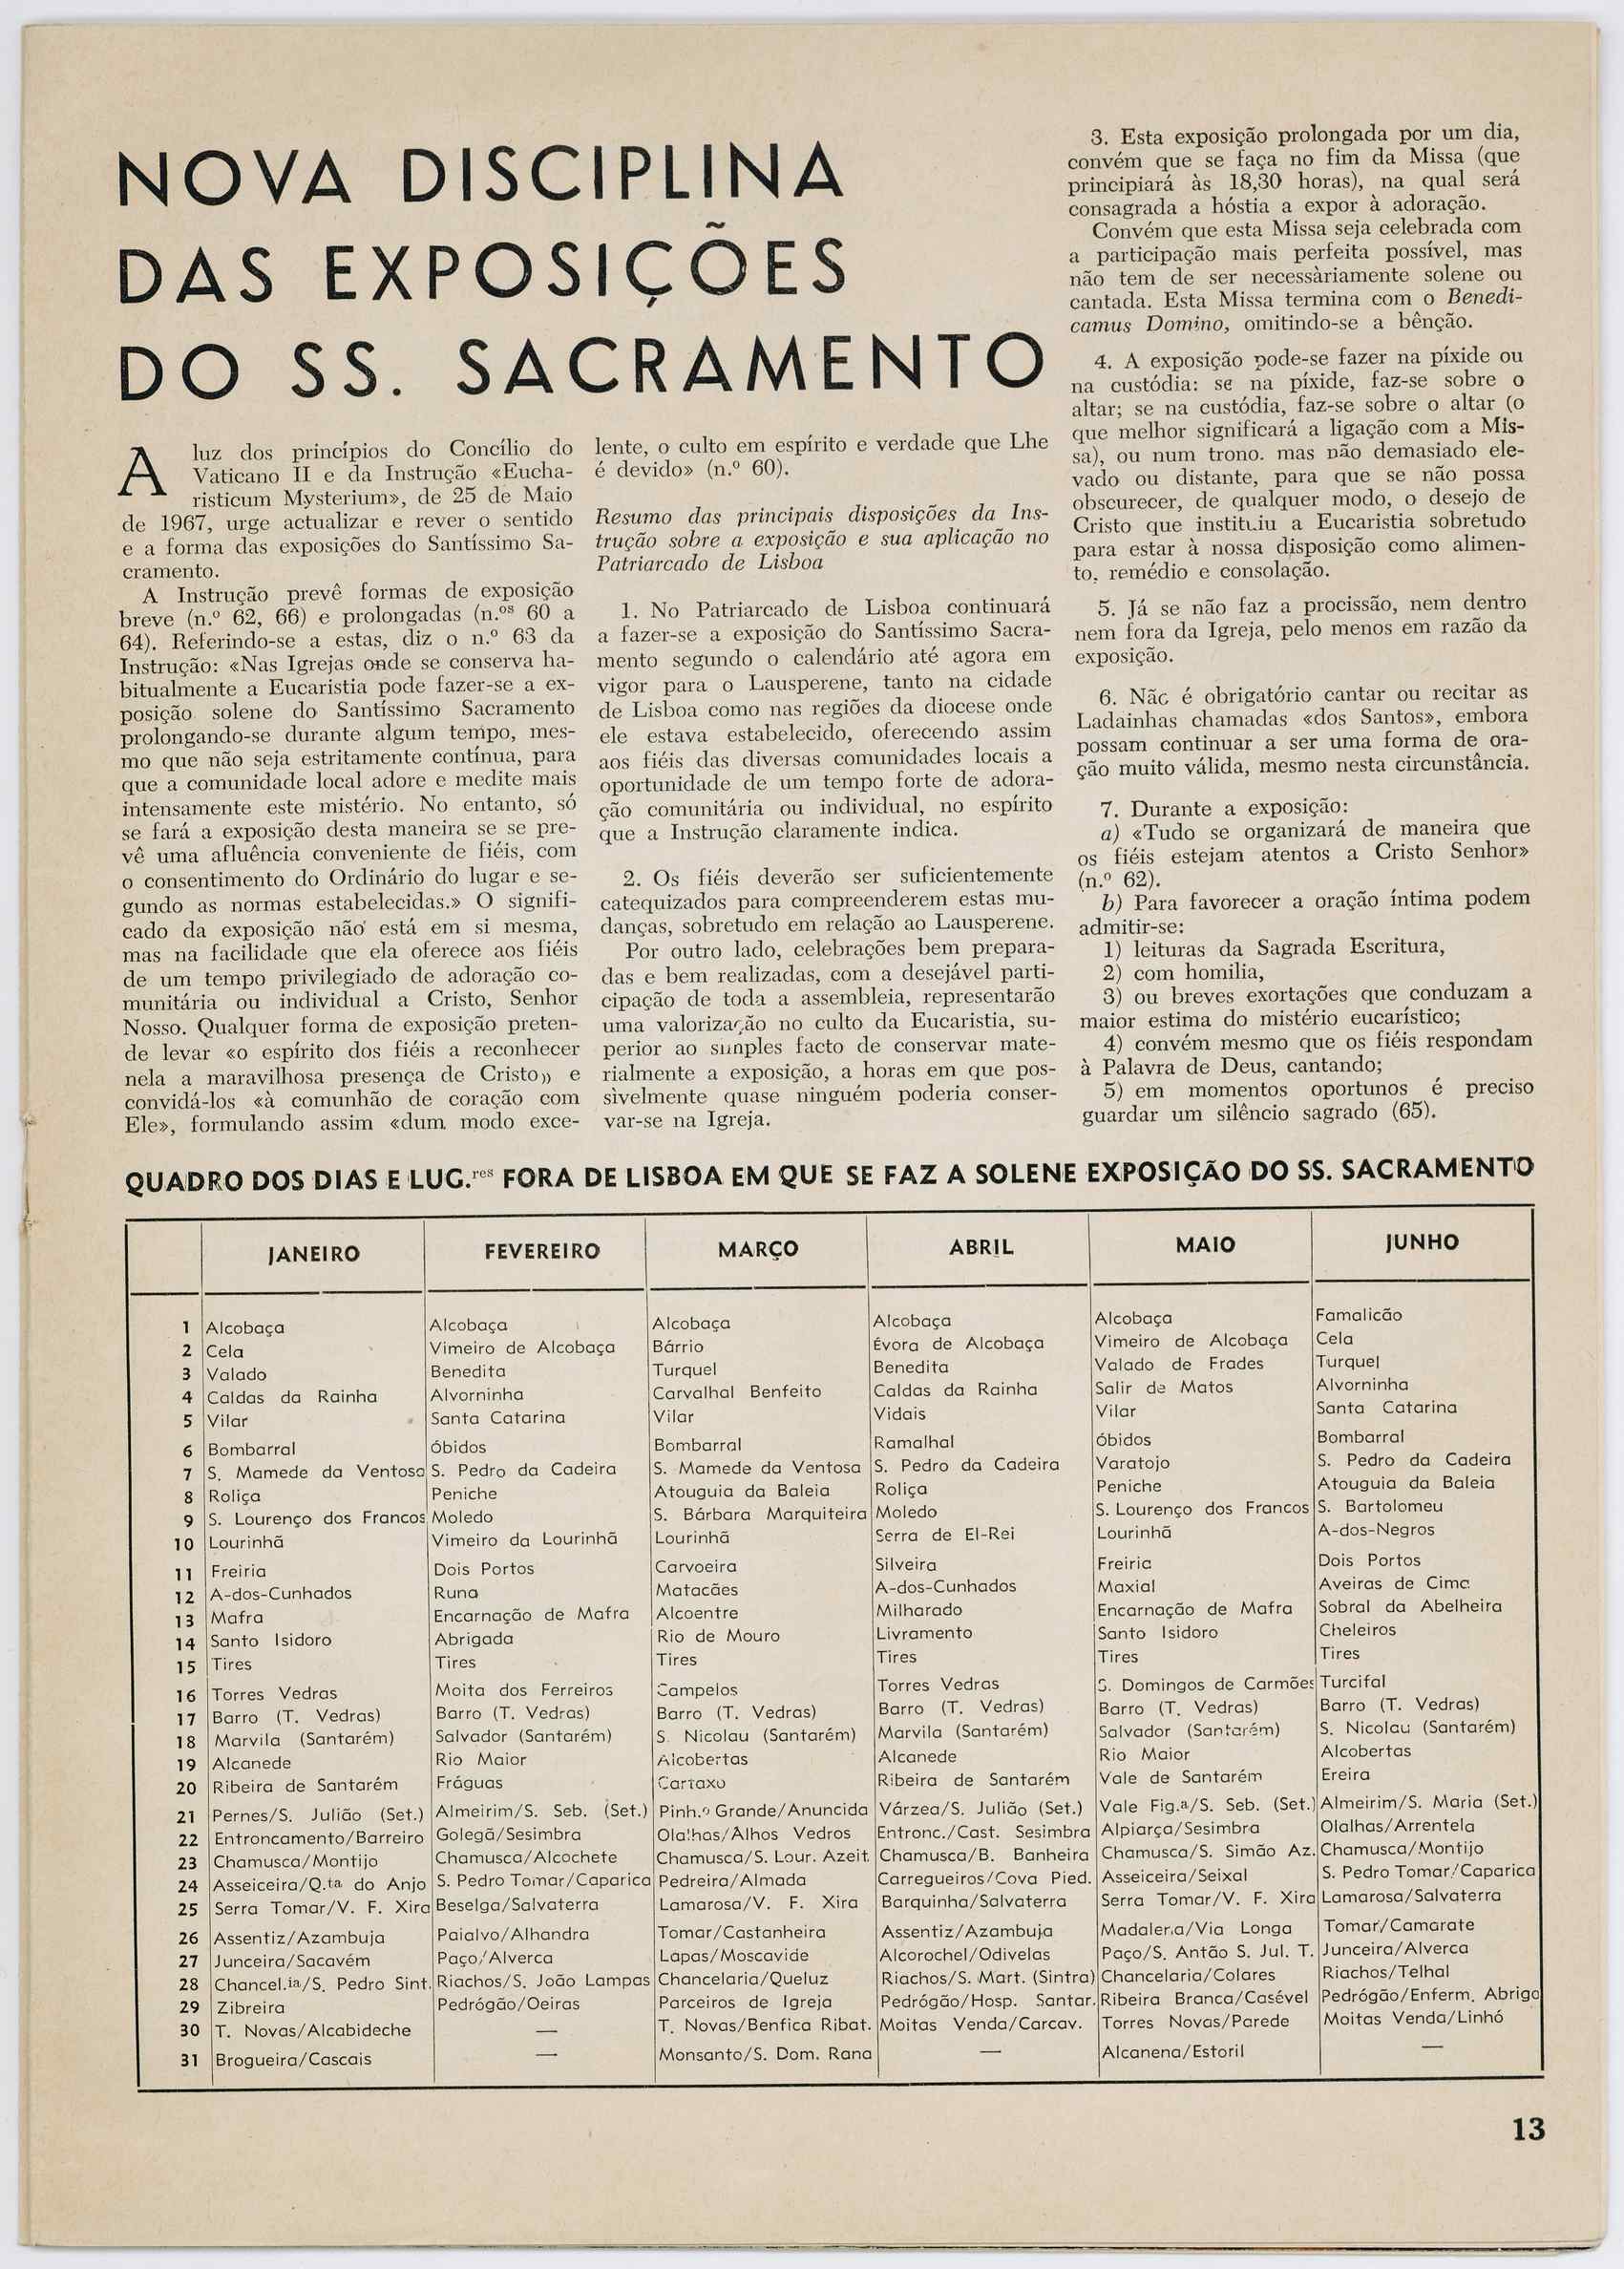 NOVA DISCIPLINA
DAS EXPOSIÇÕES
DO SS. SACRAMENTO
A luz dos princípios do Concílio do
Vaticano II e da Instrução «Eucha-
risticum Mysterium», de 25 de Maio
de 1967, urge actualizar e rever o sentido
e a forma das exposições do Santíssimo Sa-
cramento.
A Instrução prevê formas de exposição
breve (n.º 62, 66) e prolongadas (n.os 60 a
64). Referindo-se a estas, diz o n.º 63 da
Instrução: «Nas Igrejas onde se conserva ha-
bitualmente a Eucaristia pode fazer-se a ex-
posição solene do Santíssimo Sacramento
prolongando-se durante algum tempo, mes-
mo que não seja estritamente contínua, para
que a comunidade local adore e medite mais
intensamente este mistério. No entanto, só
se fará a exposição desta maneira se se pre-
vê uma afluência conveniente de fiéis, com
o consentimento do Ordinário do lugar e se-
gundo as normas estabelecidas.» O signifi-
cado da exposição não está em si mesma,
mas na facilidade que ela oferece aos fiéis
de um tempo privilegiado de adoração co-
munitária ou individual a Cristo, Senhor
Nosso. Qualquer forma de exposição preten-
de levar «o espírito dos fiéis a reconhecer
nela a maravilhosa presença de Cristo» e
convidá-los «à comunhão de coração com
Ele», formulando assim «dum modo exce-
lente, o culto em espírito e verdade que Lhe
é devido» (n.º 60).
Resumo das principais disposições da Ins-
trução sobre a exposição e sua aplicação no
Patriarcado de Lisboa
1. No Patriarcado de Lisboa continuará
a fazer-se a exposição do Santíssimo Sacra-
mento segundo o calendário até agora em
vigor para o Lausperene, tanto na cidade
de Lisboa como nas regiões da diocese onde
ele estava estabelecido, oferecendo assim
aos fiéis das diversas comunidades locais a
oportunidade de um tempo forte de adora-
ção comunitária ou individual, no espírito
que a Instrução claramente indica.
2. Os fiéis deverão ser suficientemente
catequizados para compreenderem estas mu-
danças, sobretudo em relação ao Lausperene.
Por outro lado, celebrações bem prepara-
das e bem realizadas, com a desejável parti-
cipação de toda a assembleia, representarão
uma valorização no culto da Eucaristia, su-
perior ao simples facto de conservar mate-
rialmente a exposição, a horas em que pos-
sivelmente quase ninguém poderia conser-
var-se na Igreja.
3. Esta exposição prolongada por um dia,
convém que se faça no fim da Missa (que
principiará às 18,30 horas), na qual será
consagrada a hóstia a expor à adoração.
Convém que esta Missa seja celebrada com
a participação mais perfeita possível, mas
não tem de ser necessàriamente solene ou
cantada. Esta Missa termina com o Benedi-
camus Domino, omitindo-se a bênção.
4. A exposição pode-se fazer na píxide ou
na custódia: se na píxide, faz-se sobre o
altar; se na custódia, faz-se sobre o altar (o
que melhor significará a ligação com a Mis-
sa), ou num trono. mas não demasiado ele-
vado ou distante, para que se não possa
obscurecer, de qualquer modo, o desejo de
Cristo que instituiu a Eucaristia sobretudo
para estar à nossa disposição como alimen-
to, remédio e consolação.
5. Já se não faz a procissão, nem dentro
nem fora da Igreja, pelo menos em razão da
exposição.
6. Não é obrigatório cantar ou recitar as
Ladainhas chamadas «dos Santos», embora
possam continuar a ser uma forma de ora-
ção muito válida, mesmo nesta circunstância.
7. Durante a exposição:
a) «Tudo se organizará de maneira que
os fiéis estejam atentos a Cristo Senhor»
(n.º 62).
b) Para favorecer a oração íntima podem
admitir-se:
1) leituras da Sagrada Escritura,
2) com homilia,
3) ou breves exortações que conduzam a
maior estima do mistério eucarístico;
4) convém mesmo que os fiéis respondam
à Palavra de Deus, cantando;
5) em momentos oportunos é preciso
guardar um silêncio sagrado (65).
QUADRO DOS DIAS E LUG.res FORA DE LISBOA EM QUE SE FAZ A SOLENE EXPOSIÇÃO DO SS. SACRAMENTO
JANEIRO FEVEREIRO MARÇO ABRIL MAIO JUNHO
1 Alcobaça Alcobaça Alcobaça Alcobaça Alcobaça Famalicão
2 Cela Vimeiro de Alcobaça Bárrio Évora de Alcobaça Vimeiro de Alcobaça Cela
3 Valado Benedita Turquel Benedita Valado de Frades Turquel
4 Caldas da Rainha Alvorninha Carvalhal Benfeito Caldas da Rainha Salir de Matos Alvorninha
5 Vilar Santa Catarina Vilar Vidais Vilar Santa Catarina
6 Bombarral Óbidos Bombarral Ramalhal Óbidos Bombarral
7 S. Mamede da Ventosa S. Pedro da Cadeira S. Mamede da Ventosa S. Pedro da Cadeira Varatojo S. Pedro da Cadeira
8 Roliça Peniche Atouguia da Baleia Roliça Peniche Atouguia da Baleia
9 S. Lourenço dos Francos Moledo S. Bárbara Marquiteira Moledo S. Lourenço dos Francos S. Bartolomeu
10 Lourinhã Vimeiro da Lourinhã Lourinhã Serra de El-Rei Lourinhã A-dos-Negros
11 Freiria Dois Portos Carvoeira Silveira Freiria Dois Portos
12 A-dos-Cunhados Runa Matacães A-dos-Cunhados Maxial Aveiras de Cima
13 Mafra Encarnação de Mafra Alcoentre Milharado Encarnação de Mafra Sobral da Abelheira
14 Santo Isidoro Abrigada Rio de Mouro Livramento Santo Isidoro Cheleiros
15 Tires Tires Tires Tires Tires Tires
16 Torres Vedras Moita dos Ferreiros Campelos Torres Vedras S. Domingos de Carmões Turcifal
17 Barro (T. Vedras) Barro (T. Vedras) Barro (T. Vedras) Barro (T. Vedras) Barro (T. Vedras) Barro (T. Vedras)
18 Marvila (Santarém) Salvador (Santarém) S. Nicolau (Santarém) Marvila (Santarém) Salvador (Santarém) S. Nicolau (Santarém)
19 Alcanede Rio Maior Alcobertas Alcanede Rio Maior Alcobertas
20 Ribeira de Santarém Fráguas Cartaxo Ribeira de Santarém Vale de Santarém Ereira
21 Pernes/S. Julião (Set.) Almeirim/S. Seb. (Set.) Pinh.º Grande/Anuncida Várzea/S. Julião (Set.) Vale Fig.ª/S. Seb. (Set.) Almeirim/S. Maria (Set.)
22 Entroncamento/Barreiro Golegã/Sesimbra Olalhas/Alhos Vedros Entronc./Cast. Sesimbra Alpiarça/Sesimbra Olalhas/Arrentela
23 Chamusca/Montijo Chamusca/Alcochete Chamusca/S. Lour. Azeit. Chamusca/B. Banheira Chamusca/S. Simão Az. Chamusca/Montijo
24 Asseiceira/Q.ta do Anjo S. Pedro Tomar/Caparica Pedreira/Almada Carregueiros/Cova Pied. Asseiceira/Seixal S. Pedro Tomar/Caparica
25 Serra Tomar/V. F. Xira Beselga/Salvaterra Lamarosa/V. F. Xira Barquinha/Salvaterra Serra Tomar/V. F. Xira Lamarosa/Salvaterra
26 Assentiz/Azambuja Paialvo/Alhandra Tomar/Castanheira Assentiz/Azambuja Madalena/Via Longa Tomar/Camarate
27 Junceira/Sacavém Paço/Alverca Lapas/Moscavide Alcorochel/Odivelas Paço/S. Antão S. Jul. T. Junceira/Alverca
28 Chancel.ia/S. Pedro Sint. Riachos/S. João Lampas Chancelaria/Queluz Riachos/S. Mart. (Sintra) Chancelaria/Colares Riachos/Telhal
29 Zibreira Pedrógão/Oeiras Parceiros de Igreja Pedrógão/Hosp. Santar. Ribeira Branca/Casével Pedrógão/Enferm. Abrigo
30 T. Novas/Alcabideche — T. Novas/Benfica Ribat. Moitas Venda/Carcav. Torres Novas/Parede Moitas Venda/Linhó
31 Brogueira/Cascais — Monsanto/S. Dom. Rana — Alcanena/Estoril —
13